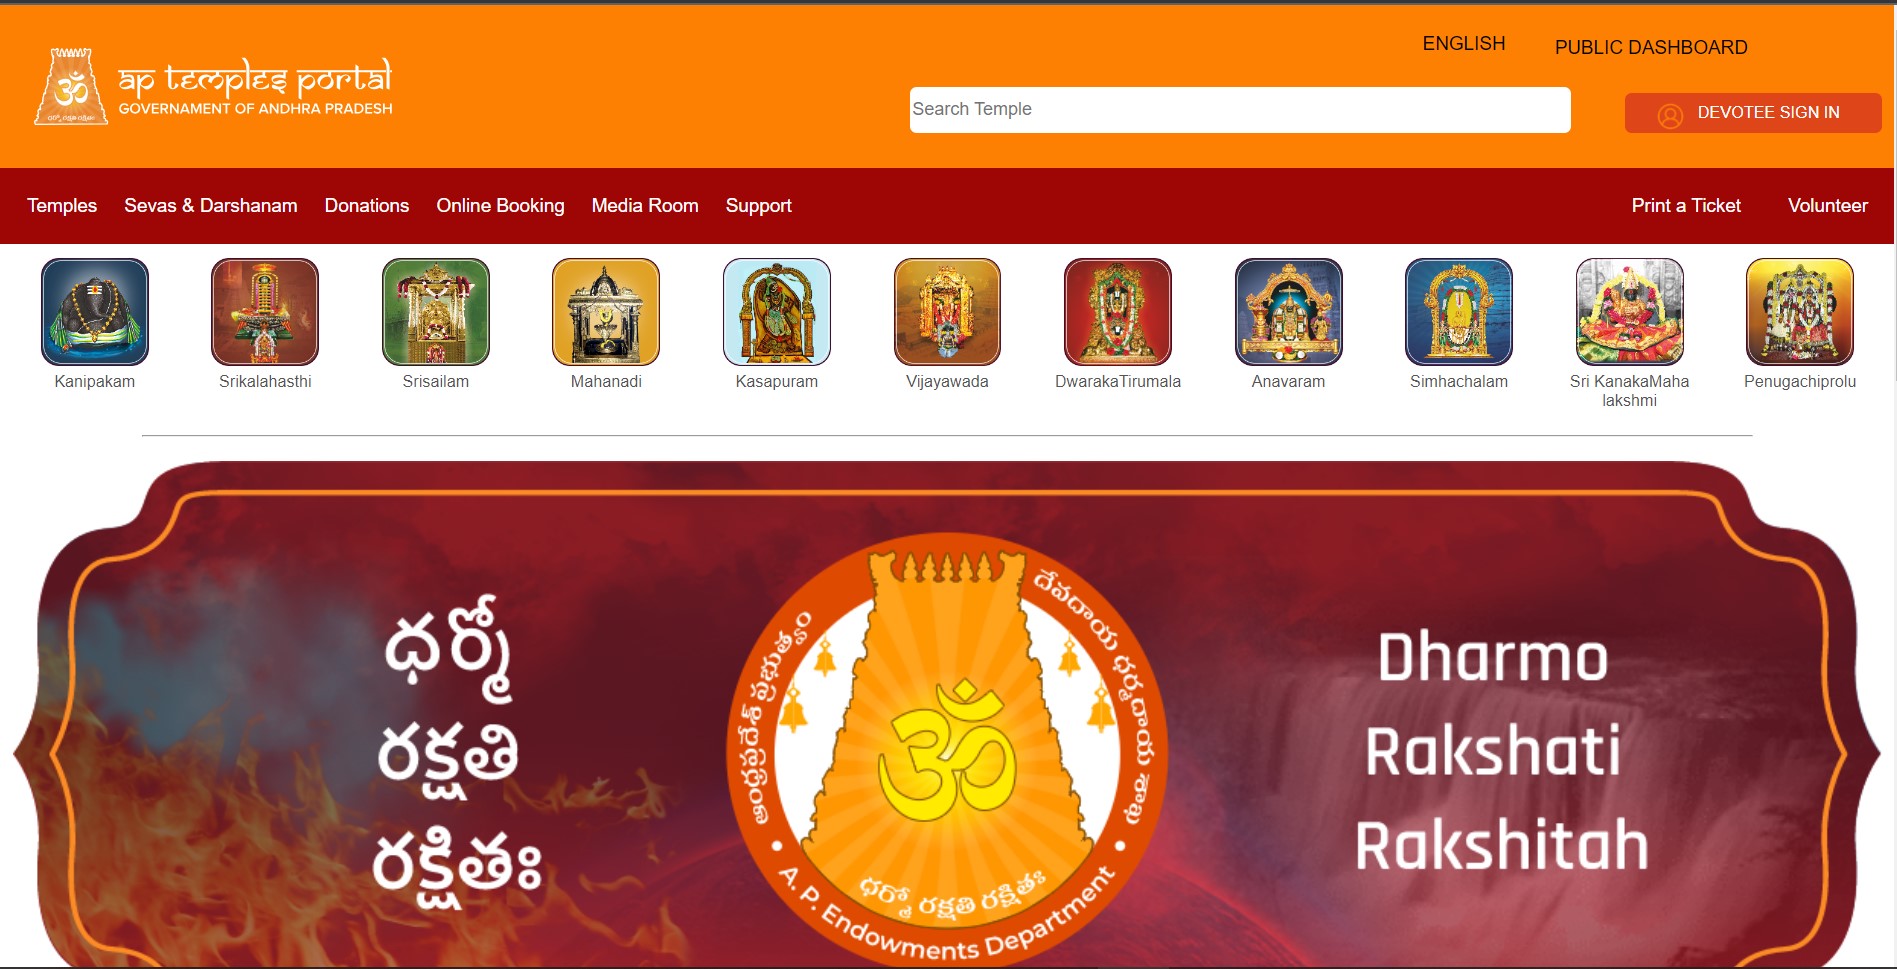 ENGLISH
PUBLIC DASHBOARD
ap temples portal
GOVERNAMENT OF ANDHRA PRADESH
Search Temple
DEVOTEE SIGN IN
Temples Sevas & Darshanam Donations Online Booking Media Room Support Print a Ticket Volunteer
Kanipakam
Srikalahasthi
Srisailam
Mahanadi
Kasapuram
Vijayawada
DwarakaTirumala
Anavaram
Simhachalam
Sri KanakaMaha
lakshmi
Penugachiprolu
ధర్మో
రక్షతి
రక్షితః
ఆంధ్రప్రదేశ్ ప్రభుత్వం
దేవదాయ ధర్మదాయ శాఖ
ॐ
ధర్మో రక్షతి రక్షితః
• A. P. Endowments Department •
Dharmo
Rakshati
Rakshitah